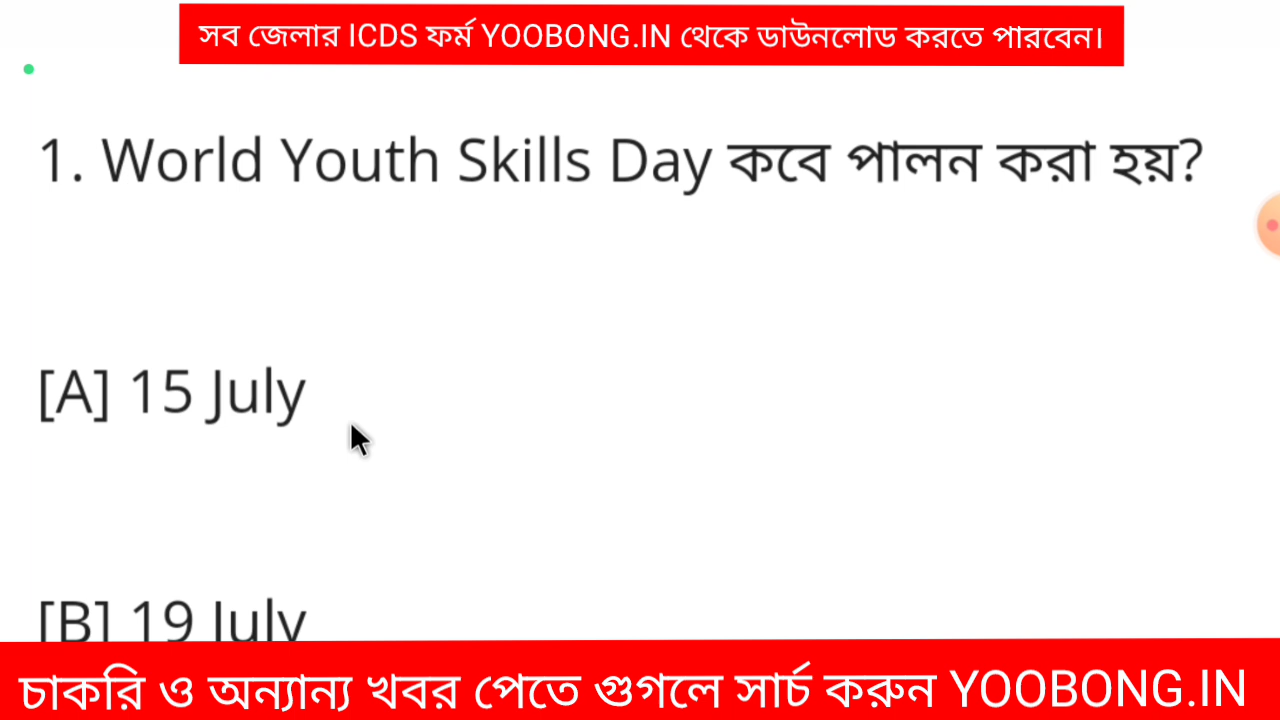 সব জেলার ICDS ফর্ম YOOBONG.IN থেকে ডাউনলোড করতে পারবেন।
1. World Youth Skills Day কবে পালন করা হয়?
[A] 15 July
[B] 19 July
চাকরি ও অন্যান্য খবর পেতে গুগলে সার্চ করুন YOOBONG.IN